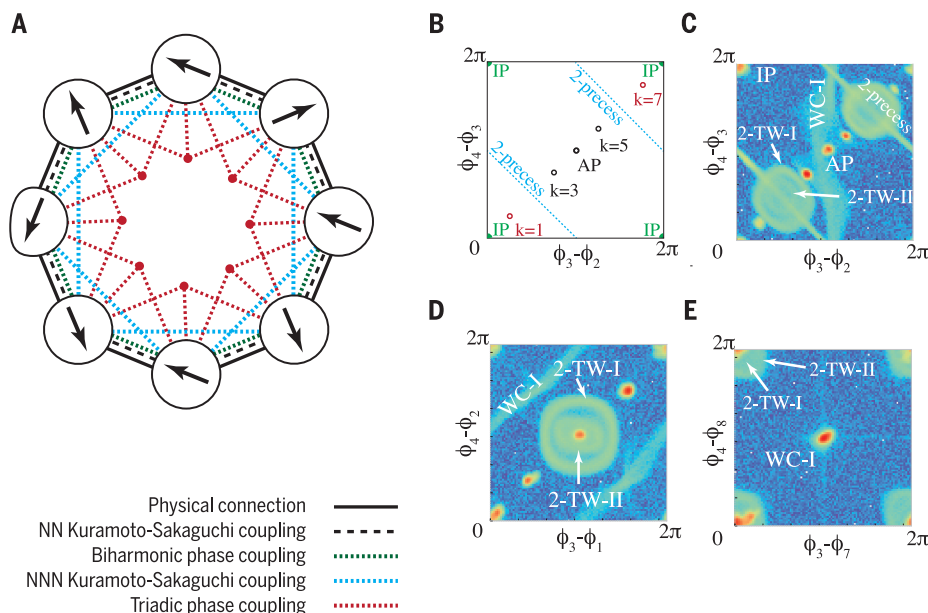 A
B
2π
IP
IP
2-precess
k=7
k=5
AP
2-precess
k=3
k=1
IP
IP
0
2π
ϕ₃-ϕ₂
ϕ₄-ϕ₃
C
2π
IP
WC-I
2-precess
2-TW-I
AP
2-TW-II
0
2π
ϕ₃-ϕ₂
ϕ₄-ϕ₃
D
2π
2-TW-I
WC-I
2-TW-II
0
2π
ϕ₃-ϕ₁
ϕ₄-ϕ₂
E
2π
2-TW-II
2-TW-I
WC-I
0
2π
ϕ₃-ϕ₇
ϕ₄-ϕ₈
Physical connection
NN Kuramoto-Sakaguchi coupling
Biharmonic phase coupling
NNN Kuramoto-Sakaguchi coupling
Triadic phase coupling